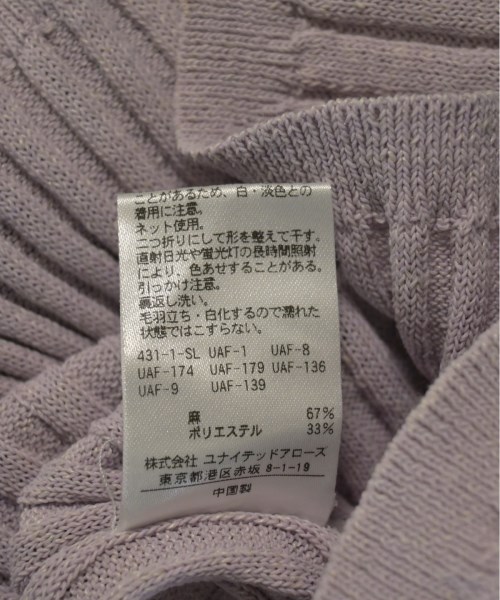 ことがあるため、白・淡色との
着用に注意。
ネット使用。
二つ折りにして形を整えて干す。
直射日光や蛍光灯の長時間照射
により、色あせすることがある。
引っかけ注意。
裏返し洗い。
毛羽立ち・白化するので濡れた
状態ではこすらない。
431-1-SL UAF-1 UAF-8
UAF-174 UAF-179 UAF-136
UAF-9 UAF-139
麻 67%
ポリエステル 33%
株式会社 ユナイテッドアローズ
東京都港区赤坂 8-1-19
中国製